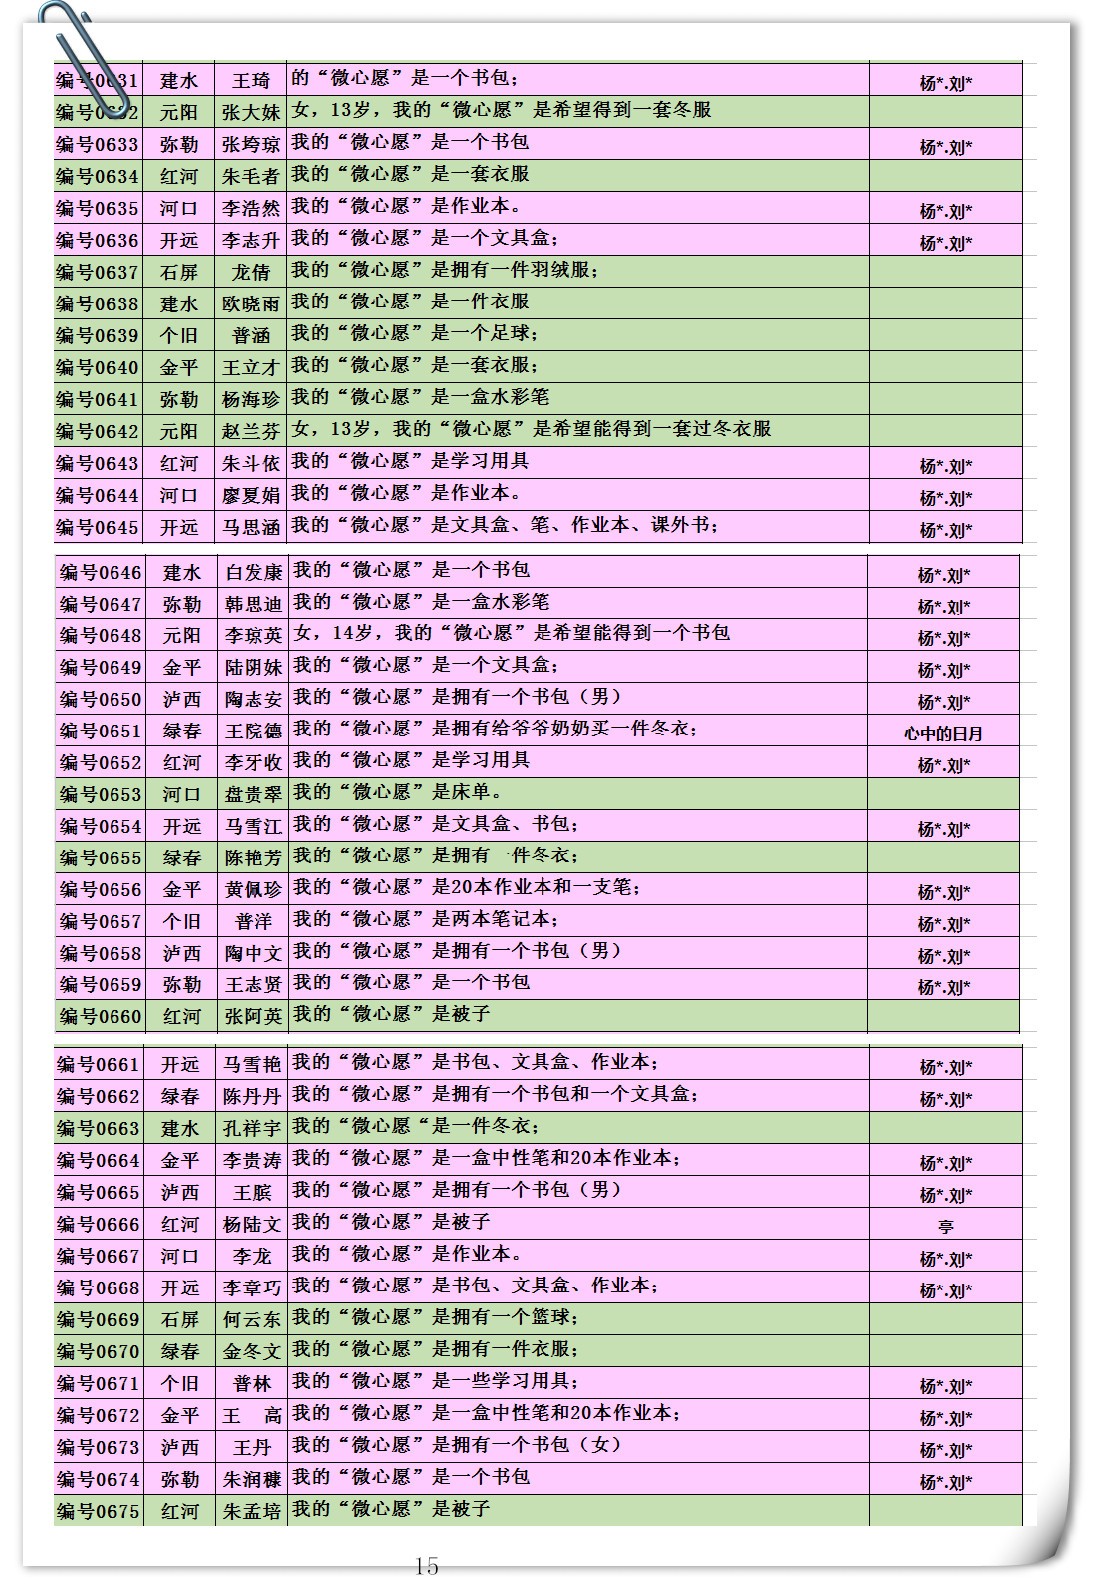 编号0631 建水 王琦 的“微心愿”是一个书包； 杨*.刘*
编号0632 元阳 张大妹 女，13岁，我的“微心愿”是希望得到一套冬服
编号0633 弥勒 张垮琼 我的“微心愿”是一个书包 杨*.刘*
编号0634 红河 朱毛者 我的“微心愿”是一套衣服
编号0635 河口 李浩然 我的“微心愿”是作业本。 杨*.刘*
编号0636 开远 李志升 我的“微心愿”是一个文具盒； 杨*.刘*
编号0637 石屏 龙倩 我的“微心愿”是拥有一件羽绒服；
编号0638 建水 欧晓雨 我的“微心愿”是一件衣服
编号0639 个旧 普涵 我的“微心愿”是一个足球；
编号0640 金平 王立才 我的“微心愿”是一套衣服；
编号0641 弥勒 杨海珍 我的“微心愿”是一盒水彩笔
编号0642 元阳 赵兰芬 女，13岁，我的“微心愿”是希望能得到一套过冬衣服
编号0643 红河 朱斗依 我的“微心愿”是学习用具 杨*.刘*
编号0644 河口 廖夏娟 我的“微心愿”是作业本。 杨*.刘*
编号0645 开远 马思涵 我的“微心愿”是文具盒、笔、作业本、课外书； 杨*.刘*
编号0646 建水 白发康 我的“微心愿”是一个书包 杨*.刘*
编号0647 弥勒 韩思迪 我的“微心愿”是一盒水彩笔 杨*.刘*
编号0648 元阳 李琼英 女，14岁，我的“微心愿”是希望能得到一个书包 杨*.刘*
编号0649 金平 陆阴妹 我的“微心愿”是一个文具盒； 杨*.刘*
编号0650 泸西 陶志安 我的“微心愿”是拥有一个书包（男） 杨*.刘*
编号0651 绿春 王院德 我的“微心愿”是拥有给爷爷奶奶买一件冬衣； 心中的日月
编号0652 红河 李牙收 我的“微心愿”是学习用具 杨*.刘*
编号0653 河口 盘贵翠 我的“微心愿”是床单。
编号0654 开远 马雪江 我的“微心愿”是文具盒、书包； 杨*.刘*
编号0655 绿春 陈艳芳 我的“微心愿”是拥有一件冬衣；
编号0656 金平 黄佩珍 我的“微心愿”是20本作业本和一支笔； 杨*.刘*
编号0657 个旧 普洋 我的“微心愿”是两本笔记本； 杨*.刘*
编号0658 泸西 陶中文 我的“微心愿”是拥有一个书包（男） 杨*.刘*
编号0659 弥勒 王志贤 我的“微心愿”是一个书包 杨*.刘*
编号0660 红河 张阿英 我的“微心愿”是被子
编号0661 开远 马雪艳 我的“微心愿”是书包、文具盒、作业本； 杨*.刘*
编号0662 绿春 陈丹丹 我的“微心愿”是拥有一个书包和一个文具盒； 杨*.刘*
编号0663 建水 孔祥宇 我的“微心愿“是一件冬衣；
编号0664 金平 李贵涛 我的“微心愿”是一盒中性笔和20本作业本； 杨*.刘*
编号0665 泸西 王膑 我的“微心愿”是拥有一个书包（男） 杨*.刘*
编号0666 红河 杨陆文 我的“微心愿”是被子 亭
编号0667 河口 李龙 我的“微心愿”是作业本。 杨*.刘*
编号0668 开远 李章巧 我的“微心愿”是书包、文具盒、作业本； 杨*.刘*
编号0669 石屏 何云东 我的“微心愿”是拥有一个篮球；
编号0670 绿春 金冬文 我的“微心愿”是拥有一件衣服；
编号0671 个旧 普林 我的“微心愿”是一些学习用具； 杨*.刘*
编号0672 金平 王 高 我的“微心愿”是一盒中性笔和20本作业本； 杨*.刘*
编号0673 泸西 王丹 我的“微心愿”是拥有一个书包（女） 杨*.刘*
编号0674 弥勒 朱润糠 我的“微心愿”是一个书包 杨*.刘*
编号0675 红河 朱孟培 我的“微心愿”是被子
15